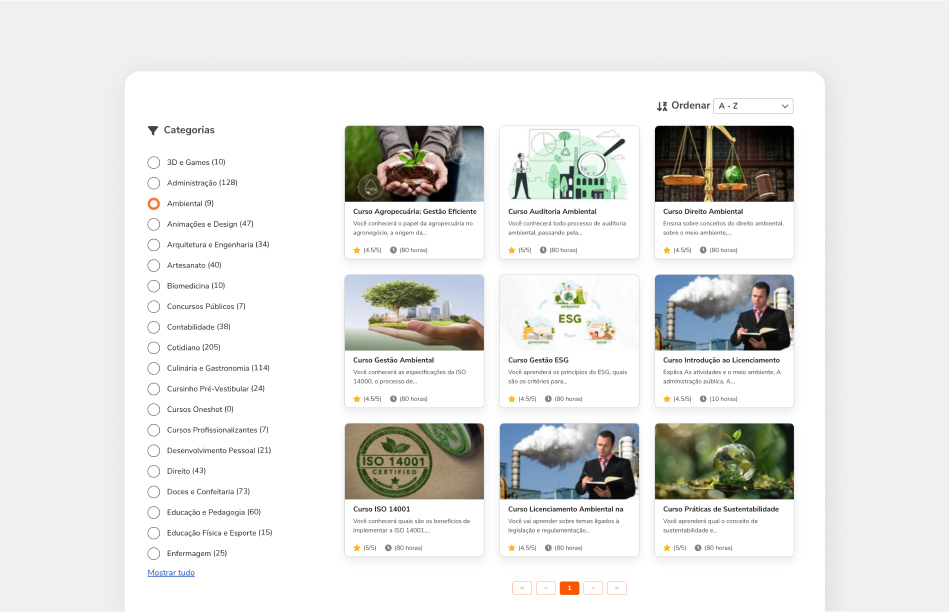 Ordenar
A - Z
Categorias
3D e Games (10)
Administração (128)
Ambiental (9)
Animações e Design (47)
Arquitetura e Engenharia (34)
Artesanato (40)
Biomedicina (10)
Concursos Públicos (7)
Contabilidade (38)
Cotidiano (205)
Culinária e Gastronomia (114)
Cursinho Pré-Vestibular (24)
Cursos Oneshot (0)
Cursos Profissionalizantes (7)
Desenvolvimento Pessoal (21)
Direito (43)
Doces e Confeitaria (73)
Educação e Pedagogia (60)
Educação Física e Esporte (15)
Enfermagem (25)
Mostrar tudo
Curso Agropecuária: Gestão Eficiente
Você conhecerá o papel da agropecuária no
agronegócio, a origem da...
(4.5/5) (80 horas)
Curso Auditoria Ambiental
Você conhecerá todo processo de auditoria
ambiental, passando pela...
(5/5) (80 horas)
Curso Direito Ambiental
Ensina sobre conceitos do direito ambiental,
sobre o meio ambiente,...
(4.5/5) (80 horas)
Curso Gestão Ambiental
Você conhecerá as especificações da ISO
14000, o processo de...
(4.5/5) (80 horas)
ESG
Curso Gestão ESG
Você aprenderá os princípios do ESG, quais
são os critérios para...
(4.5/5) (80 horas)
Curso Introdução ao Licenciamento
Explica As atividades e o meio ambiente, A
administração pública, A...
(4.5/5) (10 horas)
ISO 14001
CERTIFIED
Curso ISO 14001
Você conhecerá quais são os benefícios de
implementar a ISO 14001,...
(5/5) (80 horas)
Curso Licenciamento Ambiental na
Você vai aprender sobre temas ligados à
legislação e regulamentação...
(4.5/5) (80 horas)
Curso Práticas de Sustentabilidade
Você aprenderá qual o conceito de
sustentabilidade e...
(5/5) (80 horas)
« < 1 > »